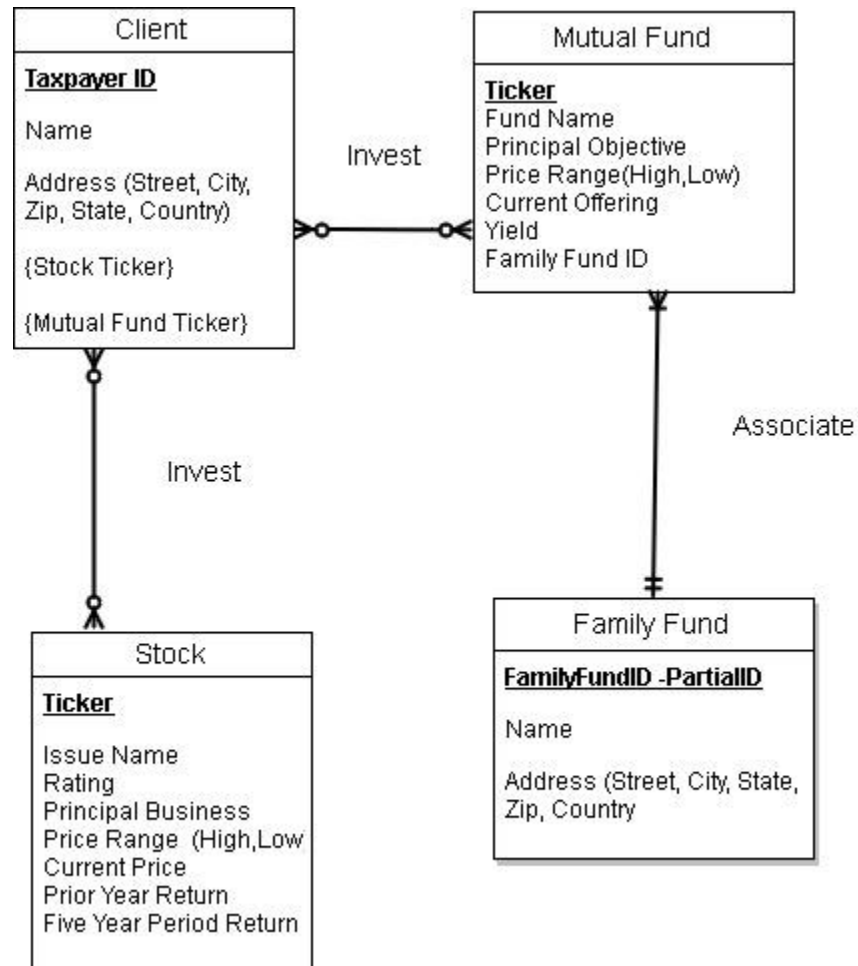 Client
Taxpayer ID
Name
Address (Street, City,
Zip, State, Country)
{Stock Ticker}
{Mutual Fund Ticker}
Invest
Mutual Fund
Ticker
Fund Name
Principal Objective
Price Range(High,Low)
Current Offering
Yield
Family Fund ID
Associate
Invest
Stock
Ticker
Issue Name
Rating
Principal Business
Price Range (High,Low
Current Price
Prior Year Return
Five Year Period Return
Family Fund
FamilyFundID -PartialID
Name
Address (Street, City, State,
Zip, Country